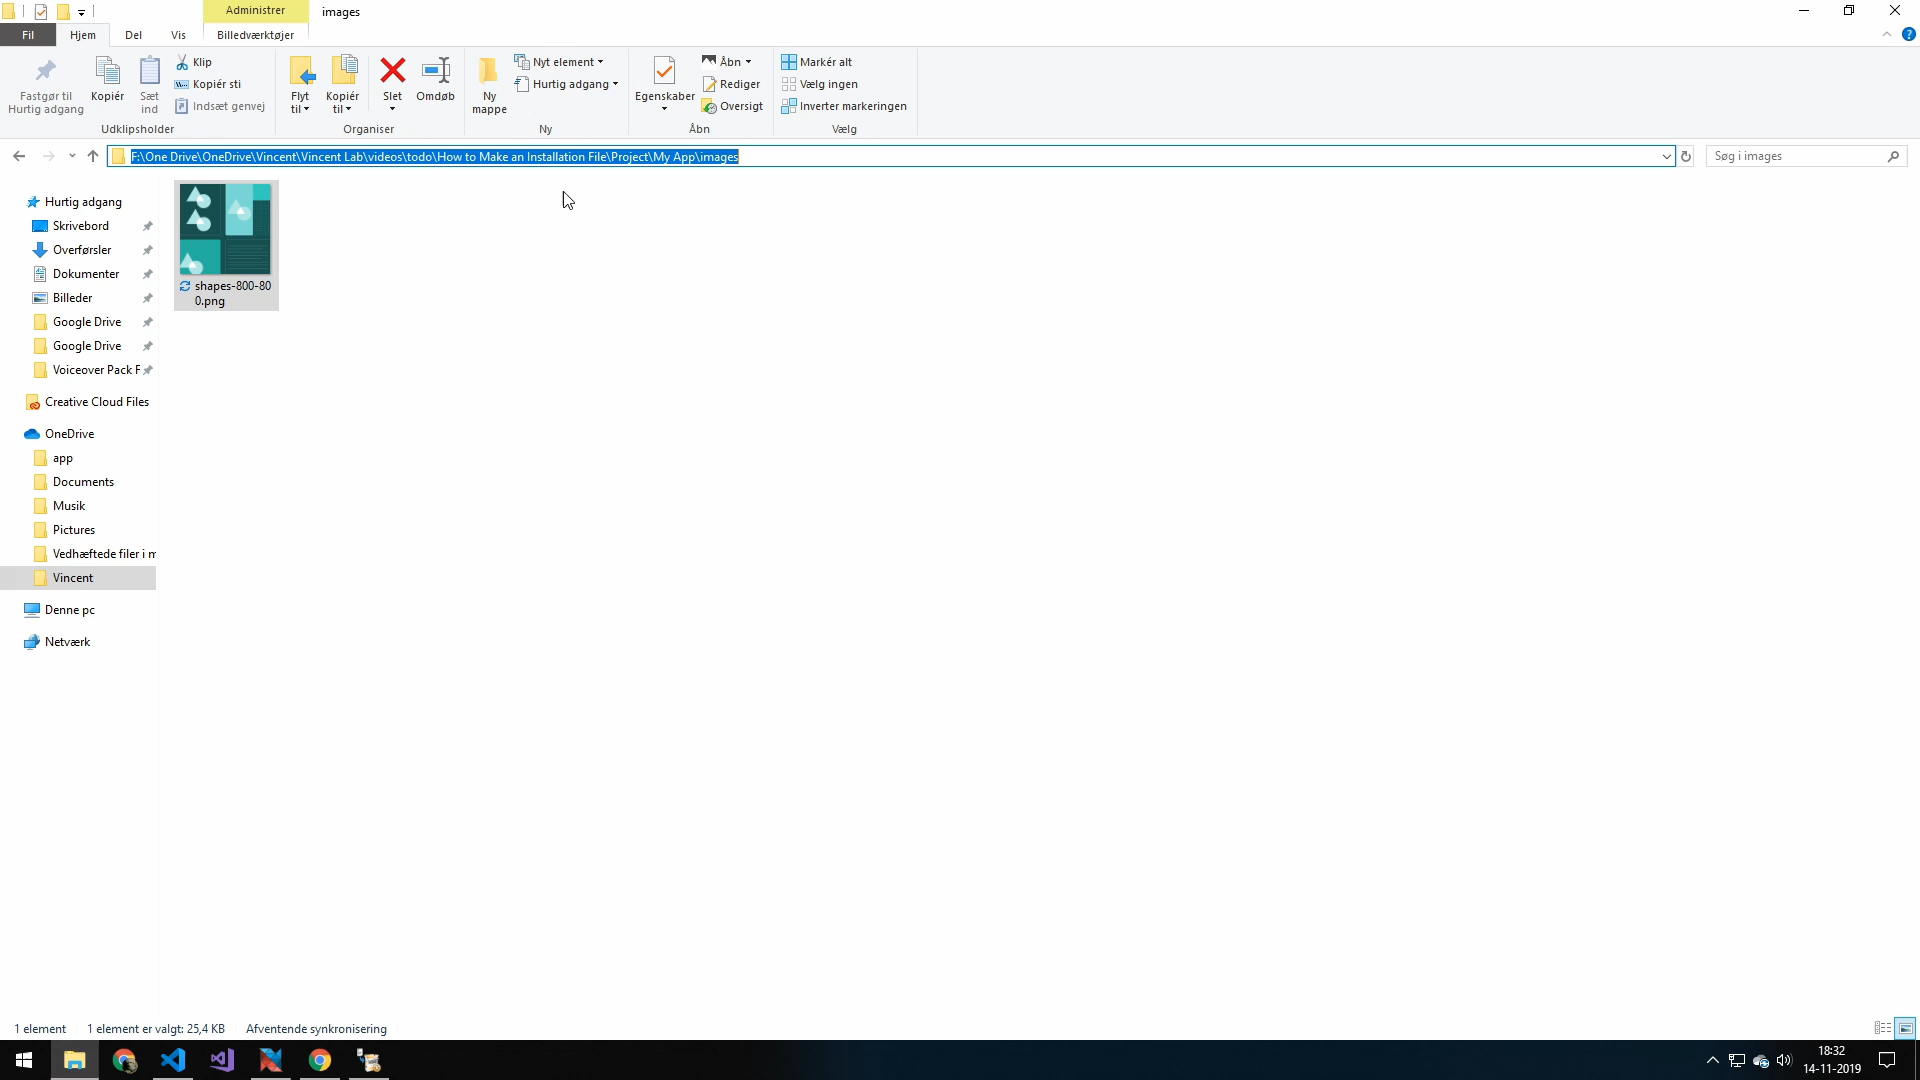 Administrer
images
Fil
Hjem
Del
Vis
Billedværktøjer
Fastgør til
Hurtig adgang
Kopiér
Sæt
ind
Klip
Kopiér sti
Indsæt genvej
Udklipsholder
Flyt
til
Kopiér
til
Slet
Omdøb
Organiser
Ny
mappe
Nyt element
Hurtig adgang
Ny
Egenskaber
Åbn
Rediger
Oversigt
Åbn
Markér alt
Vælg ingen
Inverter markeringen
Vælg
F:\One Drive\OneDrive\Vincent\Vincent Lab\videos\todo\How to Make an Installation File\Project\My App\images
Søg i images
Hurtig adgang
Skrivebord
Overførsler
Dokumenter
Billeder
Google Drive
Google Drive
Voiceover Pack F
Creative Cloud Files
OneDrive
app
Documents
Musik
Pictures
Vedhæftede filer i m
Vincent
Denne pc
Netværk
shapes-800-80
0.png
1 element
1 element er valgt: 25,4 KB
Afventende synkronisering
18:32
14-11-2019